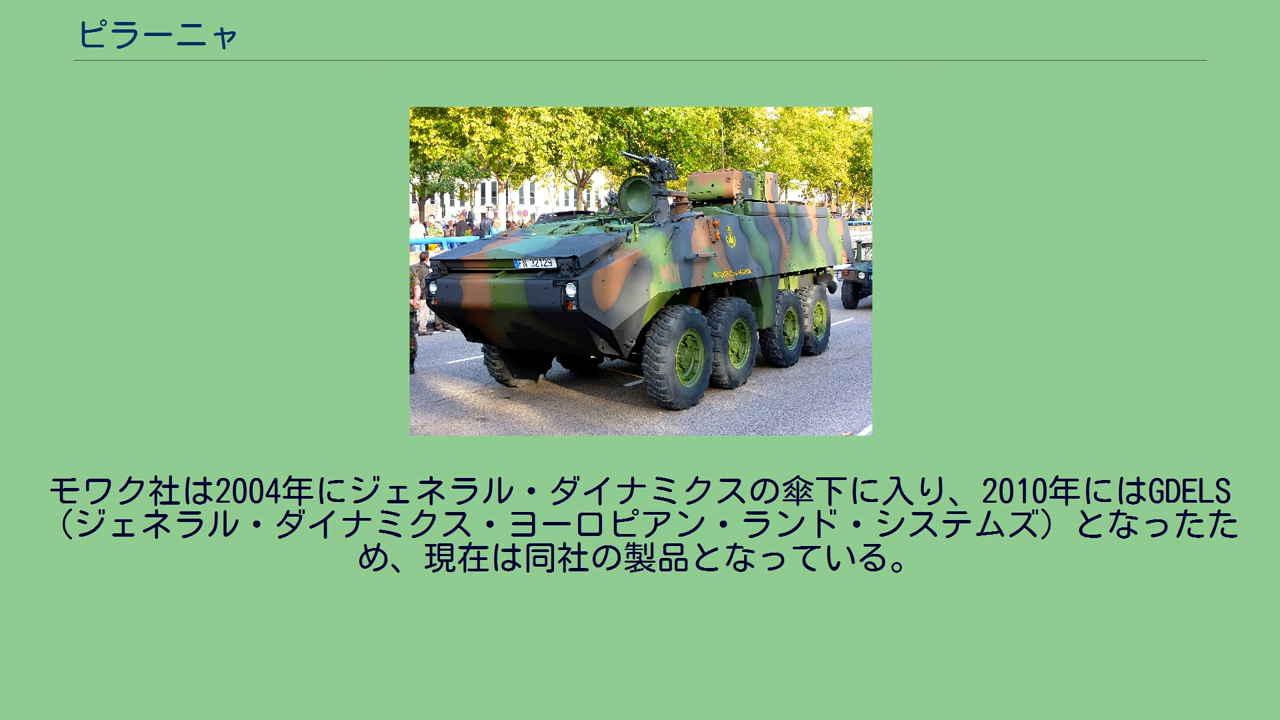 ピラーニャ
モワク社は2004年にジェネラル・ダイナミクスの傘下に入り、2010年にはGDELS
（ジェネラル・ダイナミクス・ヨーロピアン・ランド・システムズ）となったた
め、現在は同社の製品となっている。